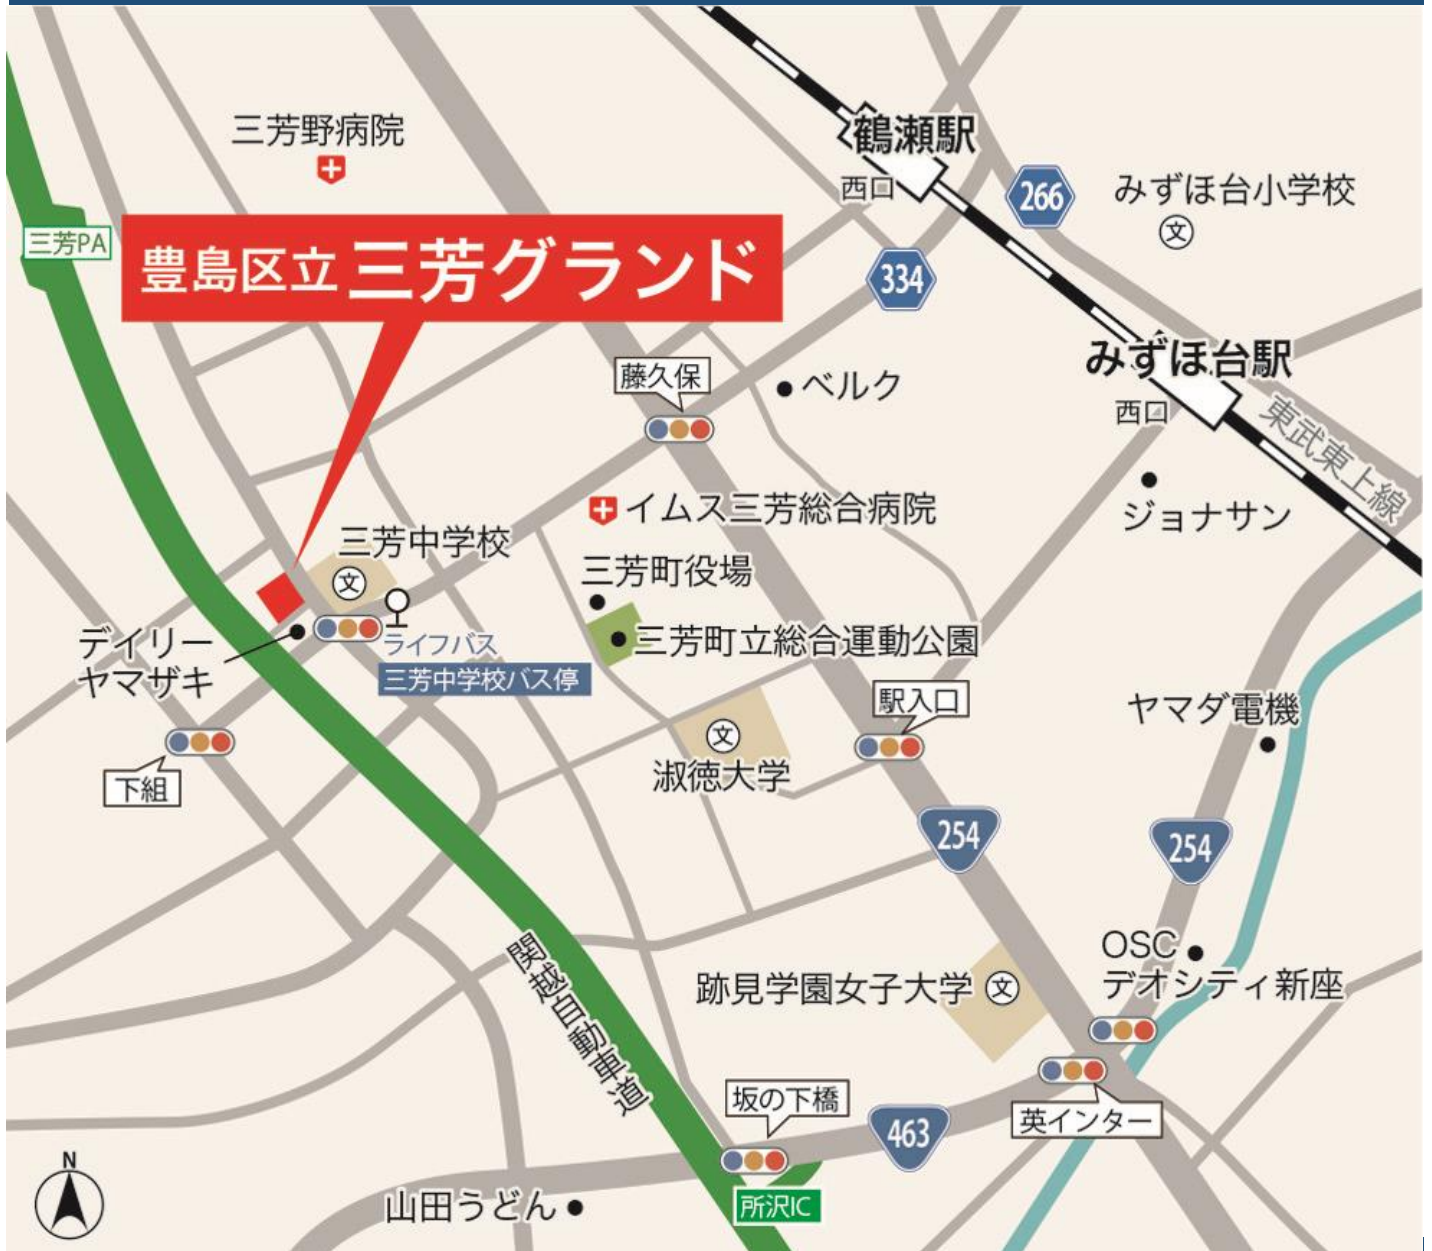 三芳野病院
鶴瀬駅
西口
266
みずほ台小学校
文
三芳PA
豊島区立 三芳グランド
334
みずほ台駅
西口
東武東上線
藤久保
ベルク
ジョナサン
イムス三芳総合病院
三芳中学校
文
三芳町役場
デイリー
ヤマザキ
ライフバス
三芳中学校バス停
三芳町立総合運動公園
駅入口
ヤマダ電機
文
淑徳大学
下組
254
254
関越自動車道
OSC
デオシティ新座
跡見学園女子大学 文
坂の下橋
463
英インター
N
山田うどん
所沢IC